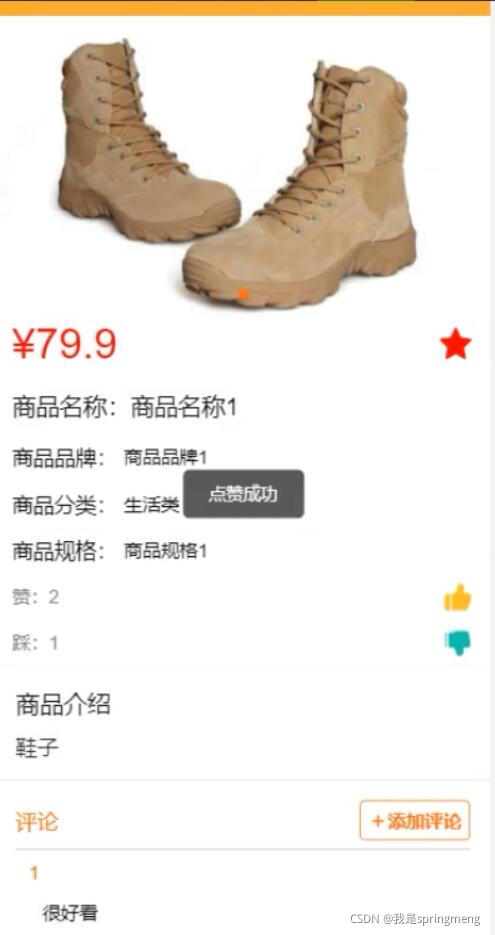 ¥79.9
商品名称：商品名称1
商品品牌：商品品牌1
点赞成功
商品分类：生活类
商品规格：商品规格1
赞：2
踩：1
商品介绍
鞋子
评论
+添加评论
1
很好看
CSDN @我是springmeng